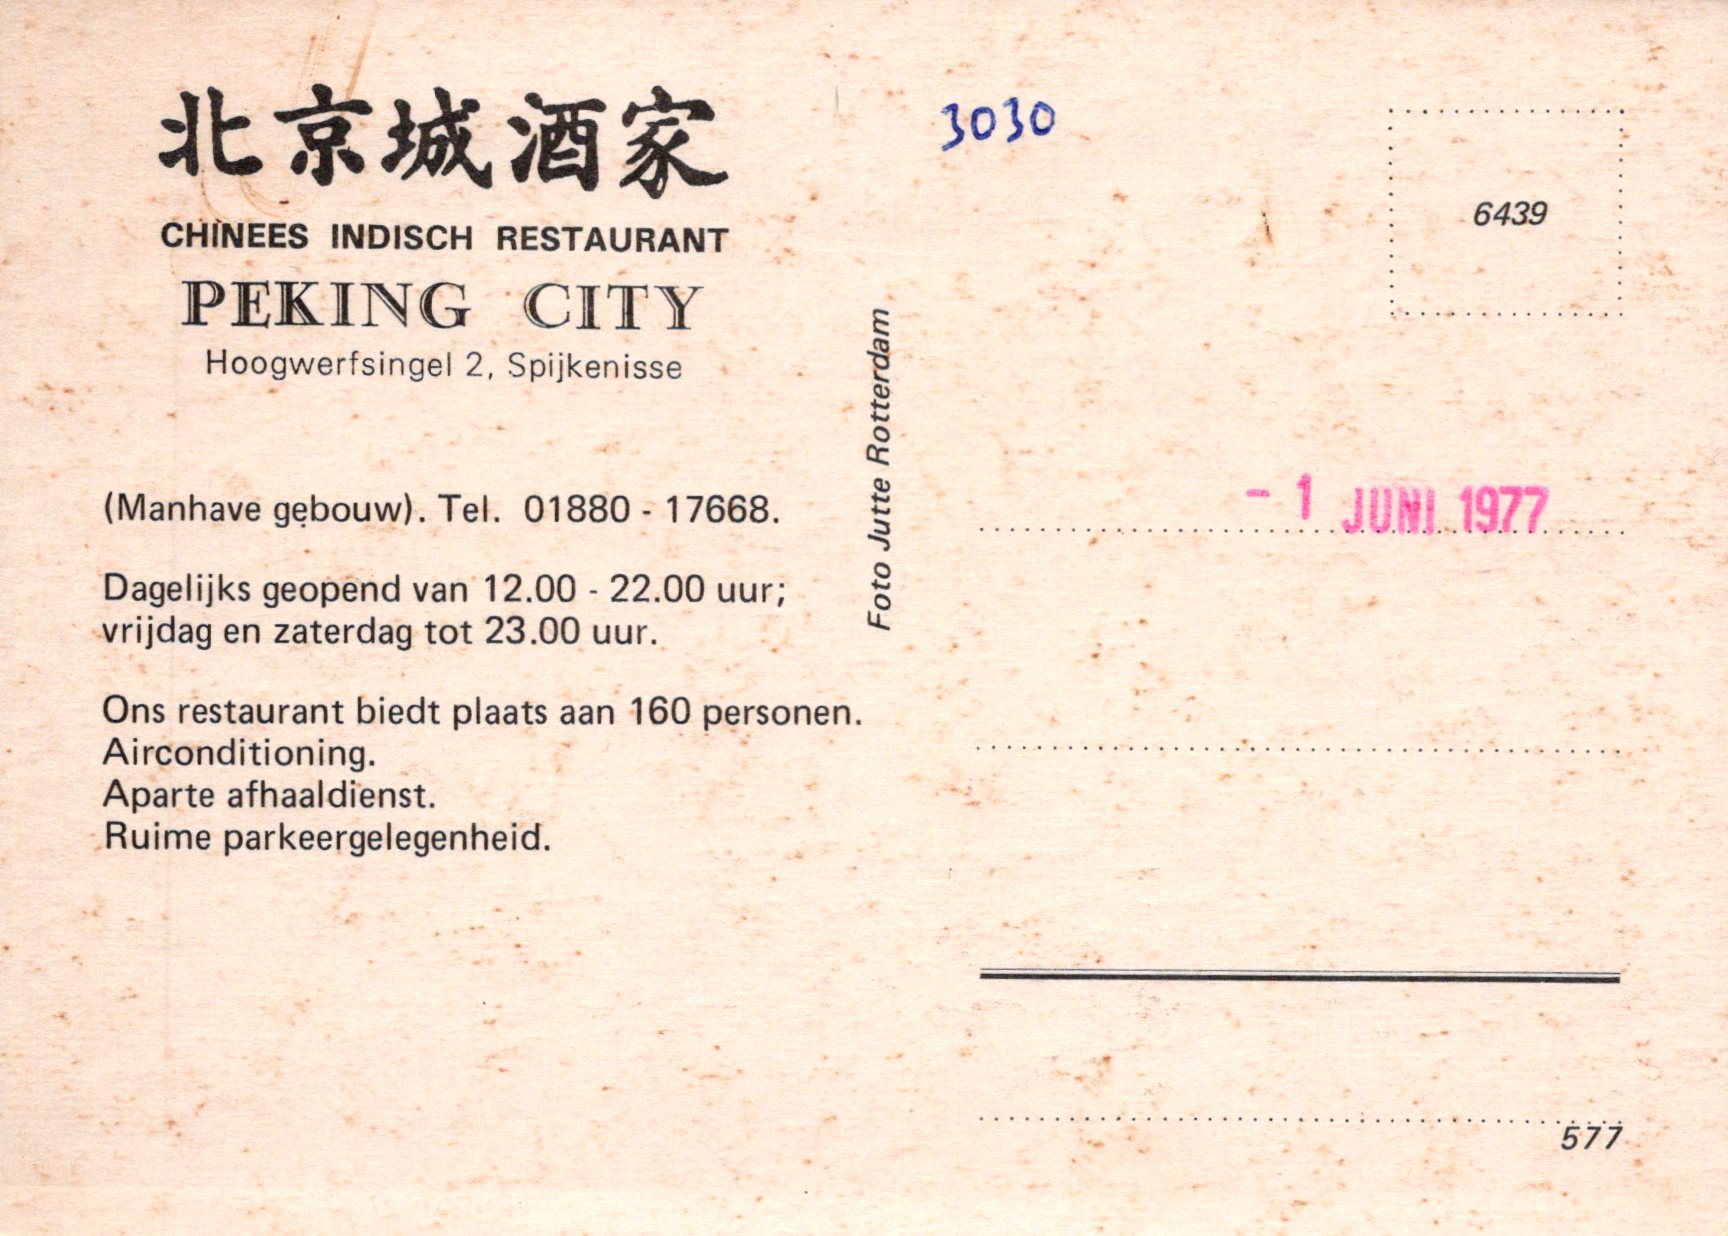 北京城酒家
CHINEES INDISCH RESTAURANT
PEKING CITY
Hoogwerfsingel 2, Spijkenisse
(Manhave gebouw). Tel. 01880 - 17668.
Dagelijks geopend van 12.00 - 22.00 uur;
vrijdag en zaterdag tot 23.00 uur.
Ons restaurant biedt plaats aan 160 personen.
Airconditioning.
Aparte afhaaldienst.
Ruime parkeergelegenheid.
Foto Jutte Rotterdam
3030
6439
- 1 JUNI 1977
577